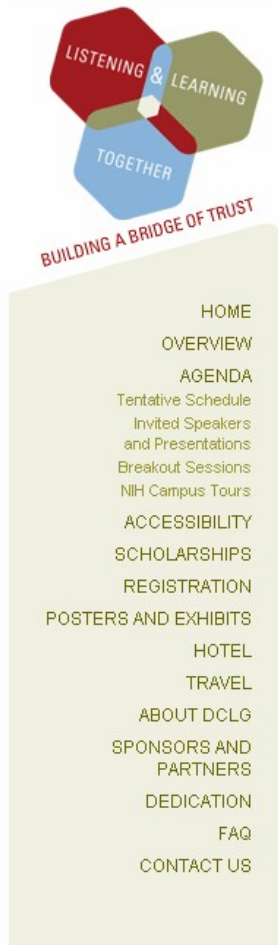 LISTENING & LEARNING
TOGETHER
BUILDING A BRIDGE OF TRUST
HOME
OVERVIEW
AGENDA
Tentative Schedule
Invited Speakers
and Presentations
Breakout Sessions
NIH Campus Tours
ACCESSIBILITY
SCHOLARSHIPS
REGISTRATION
POSTERS AND EXHIBITS
HOTEL
TRAVEL
ABOUT DCLG
SPONSORS AND
PARTNERS
DEDICATION
FAQ
CONTACT US